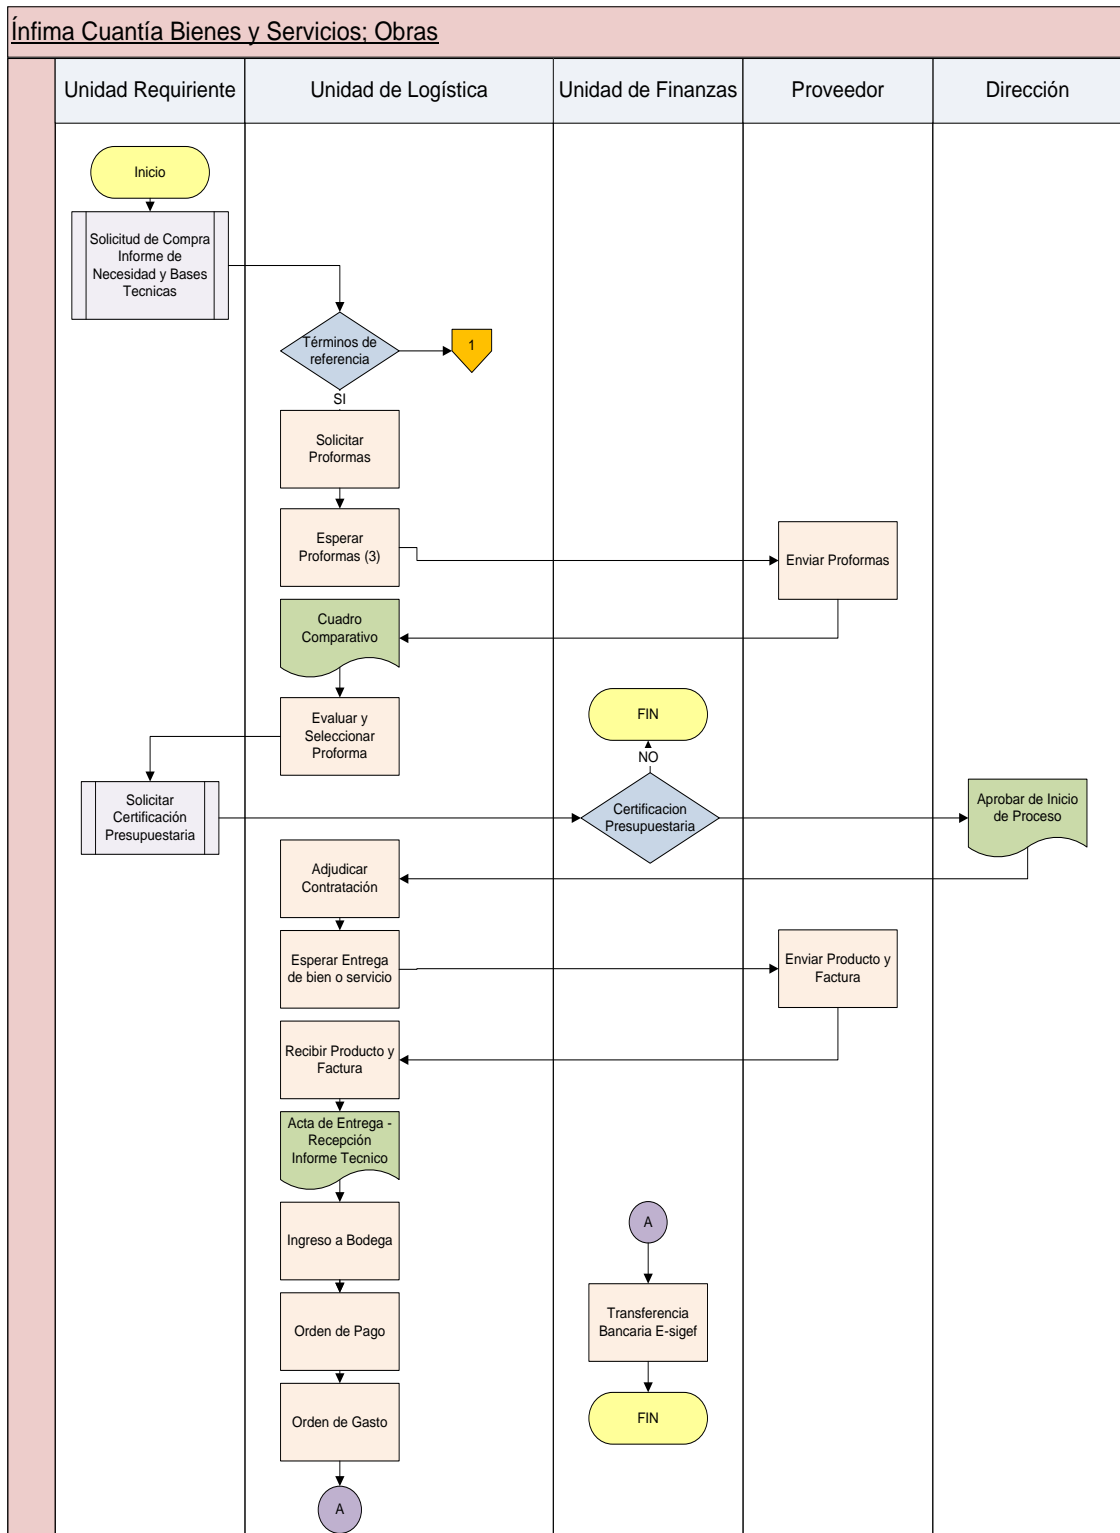 Ínfima Cuantía Bienes y Servicios; Obras
Unidad Requiriente
Unidad de Logística
Unidad de Finanzas
Proveedor
Dirección
Inicio
Solicitud de Compra
Informe de
Necesidad y Bases
Tecnicas
Términos de
referencia
1
SI
Solicitar
Proformas
Esperar
Proformas (3)
Enviar Proformas
Cuadro
Comparativo
Evaluar y
Seleccionar
Proforma
FIN
NO
Solicitar
Certificación
Presupuestaria
Certificacion
Presupuestaria
Aprobar de Inicio
de Proceso
Adjudicar
Contratación
Esperar Entrega
de bien o servicio
Enviar Producto y
Factura
Recibir Producto y
Factura
Acta de Entrega -
Recepción
Informe Tecnico
Ingreso a Bodega
A
Orden de Pago
Transferencia
Bancaria E-sigef
Orden de Gasto
FIN
A